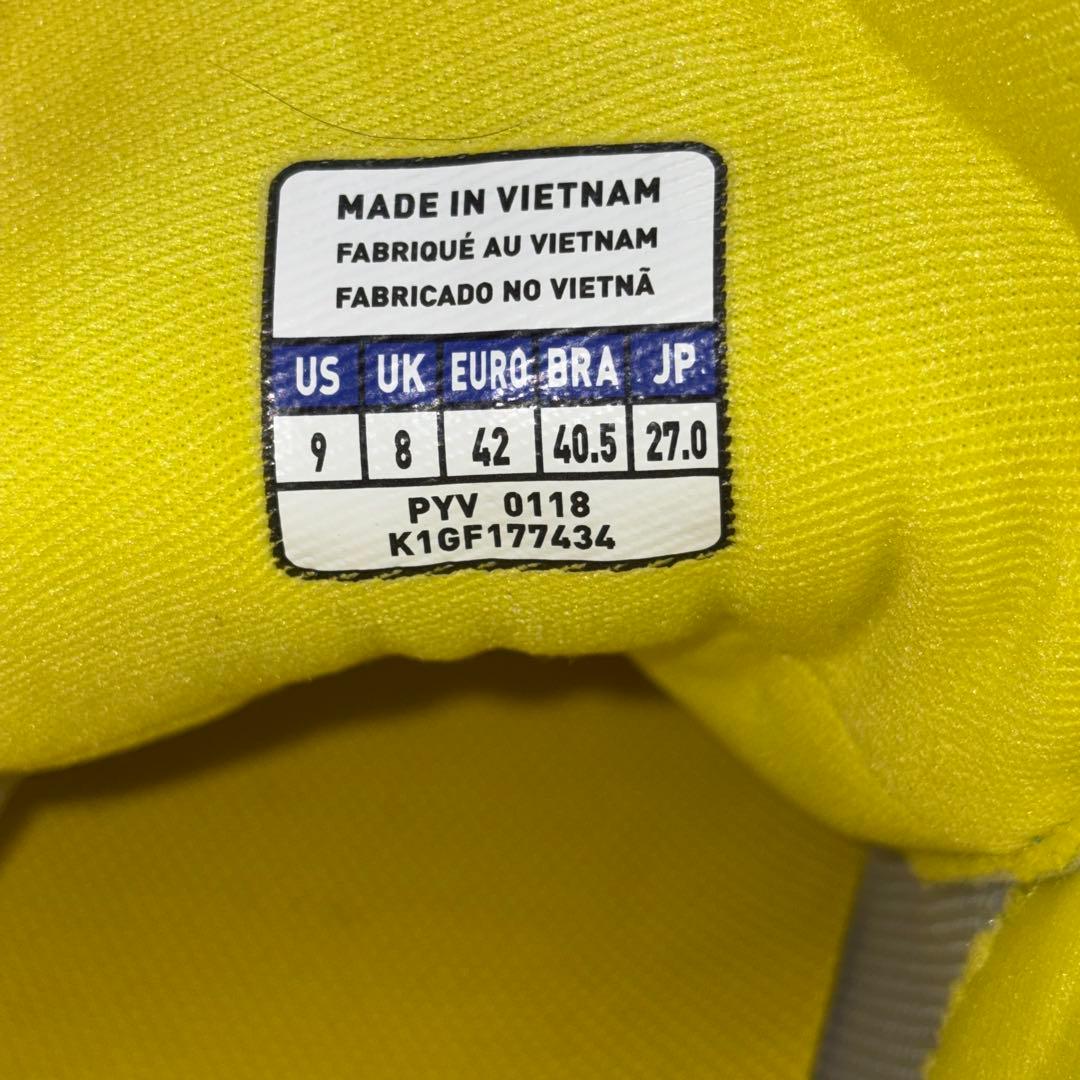 MADE IN VIETNAM
FABRIQUÉ AU VIETNAM
FABRICADO NO VIETNÃ
US UK EURO BRA JP
9 8 42 40.5 27.0
PYV 0118
K1GF177434